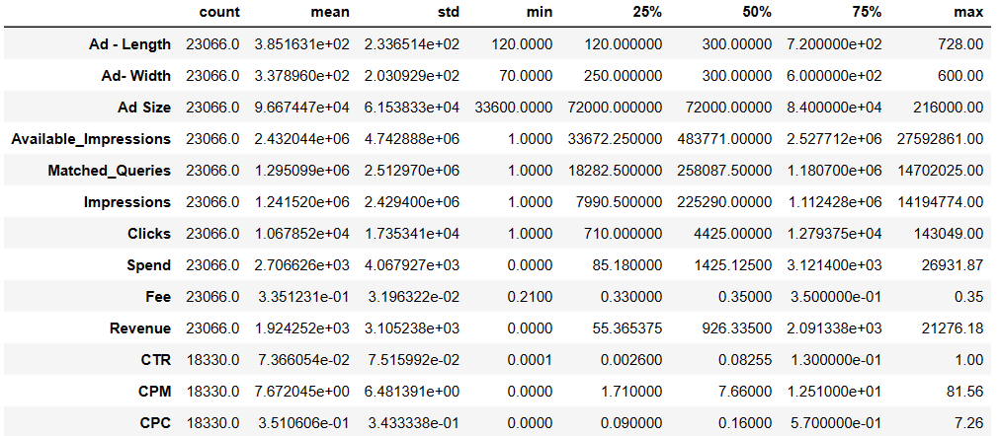 count mean std min 25% 50% 75% max
Ad - Length 23066.0 3.851631e+02 2.336514e+02 120.0000 120.000000 300.00000 7.200000e+02 728.00
Ad- Width 23066.0 3.378960e+02 2.030929e+02 70.0000 250.000000 300.00000 6.000000e+02 600.00
Ad Size 23066.0 9.667447e+04 6.153833e+04 33600.0000 72000.000000 72000.00000 8.400000e+04 216000.00
Available_Impressions 23066.0 2.432044e+06 4.742888e+06 1.0000 33672.250000 483771.00000 2.527712e+06 27592861.00
Matched_Queries 23066.0 1.295099e+06 2.512970e+06 1.0000 18282.500000 258087.50000 1.180700e+06 14702025.00
Impressions 23066.0 1.241520e+06 2.429400e+06 1.0000 7990.500000 225290.00000 1.112428e+06 14194774.00
Clicks 23066.0 1.067852e+04 1.735341e+04 1.0000 710.000000 4425.00000 1.279375e+04 143049.00
Spend 23066.0 2.706626e+03 4.067927e+03 0.0000 85.180000 1425.12500 3.121400e+03 26931.87
Fee 23066.0 3.351231e-01 3.196322e-02 0.2100 0.330000 0.35000 3.500000e-01 0.35
Revenue 23066.0 1.924252e+03 3.105238e+03 0.0000 55.365375 926.33500 2.091338e+03 21276.18
CTR 18330.0 7.366054e-02 7.515992e-02 0.0001 0.002600 0.08255 1.300000e-01 1.00
CPM 18330.0 7.672045e+00 6.481391e+00 0.0000 1.710000 7.66000 1.251000e+01 81.56
CPC 18330.0 3.510606e-01 3.433338e-01 0.0000 0.090000 0.16000 5.700000e-01 7.26